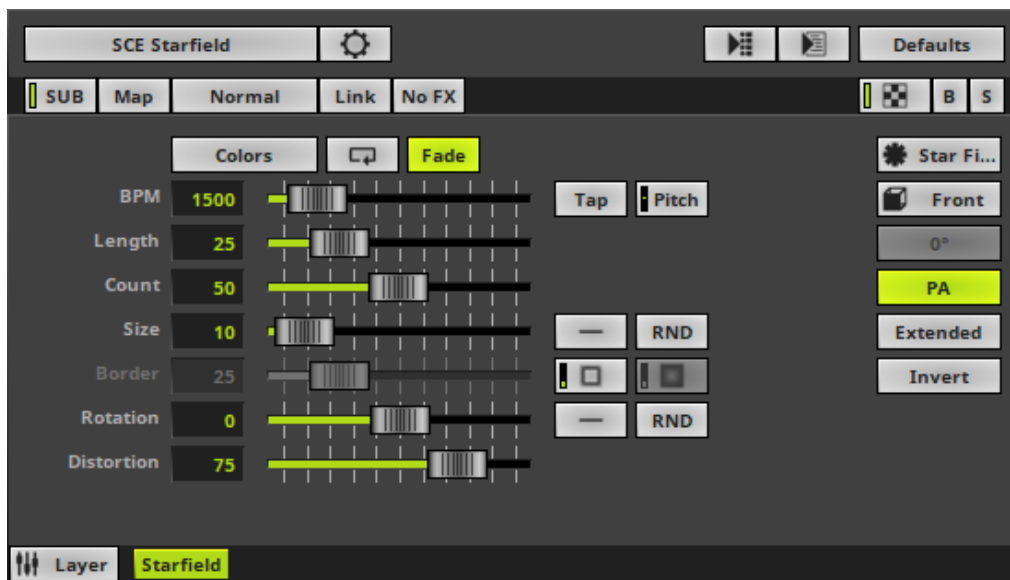 SCE Starfield Defaults
SUB Map Normal Link No FX B S
Colors Fade Star Fi...
BPM 1500 Tap Pitch Front
Length 25 0°
Count 50 PA
Size 10 RND Extended
Border 25 Invert
Rotation 0 RND
Distortion 75
Layer Starfield